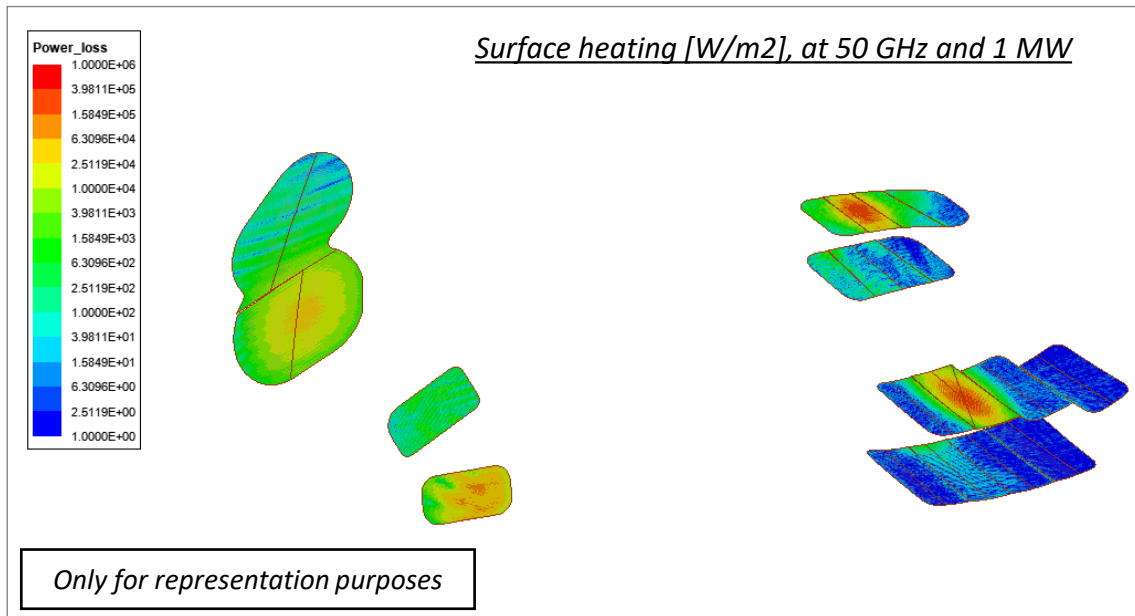 Surface heating [W/m2], at 50 GHz and 1 MW
Power_loss
1.0000E+06
3.9811E+05
1.5849E+05
6.3096E+04
2.5119E+04
1.0000E+04
3.9811E+03
1.5849E+03
6.3096E+02
2.5119E+02
1.0000E+02
3.9811E+01
1.5849E+01
6.3096E+00
2.5119E+00
1.0000E+00
Only for representation purposes